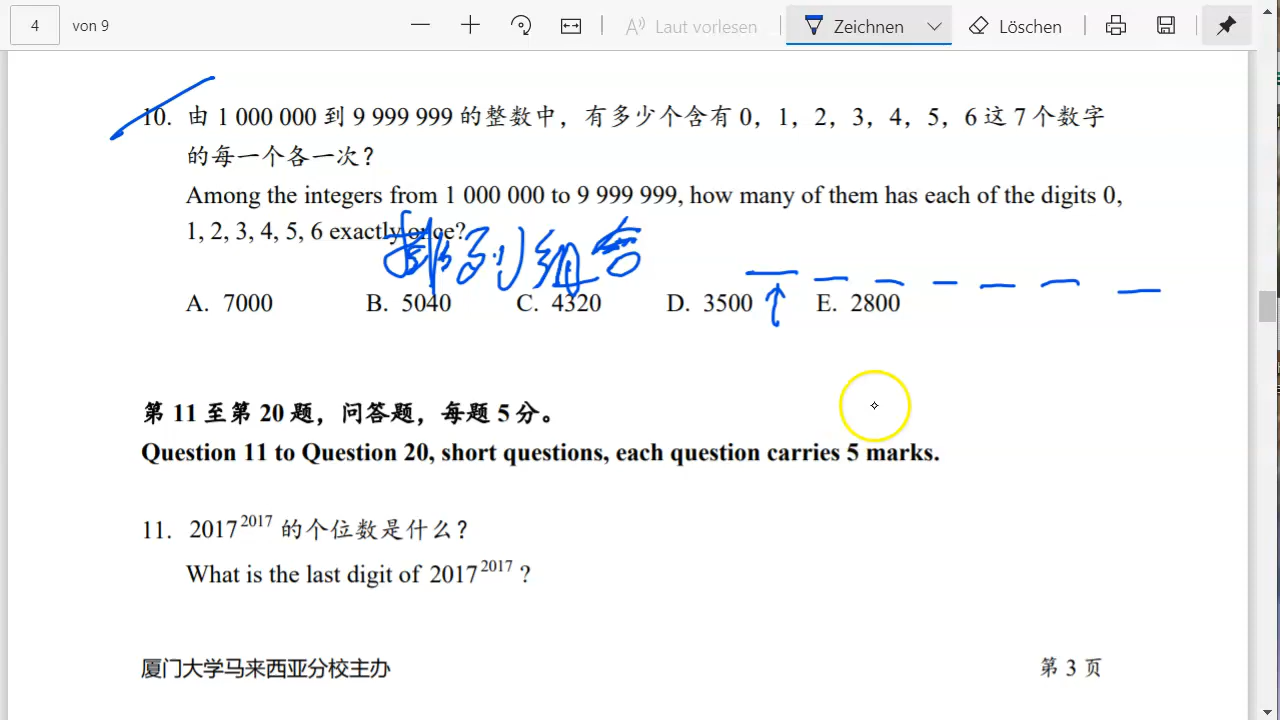 4 von 9 Laut vorlesen Zeichnen Löschen
10. 由 1 000 000 到 9 999 999 的整数中，有多少个含有 0，1，2，3，4，5，6 这 7 个数字
的每一个各一次？
Among the integers from 1 000 000 to 9 999 999, how many of them has each of the digits 0,
1, 2, 3, 4, 5, 6 exactly once?
排列组合
A. 7000 B. 5040 C. 4320 D. 3500 E. 2800
第 11 至第 20 题，问答题，每题 5 分。
Question 11 to Question 20, short questions, each question carries 5 marks.
11. 2017^2017 的个位数是什么？
What is the last digit of 2017^2017 ?
厦门大学马来西亚分校主办 第 3 页